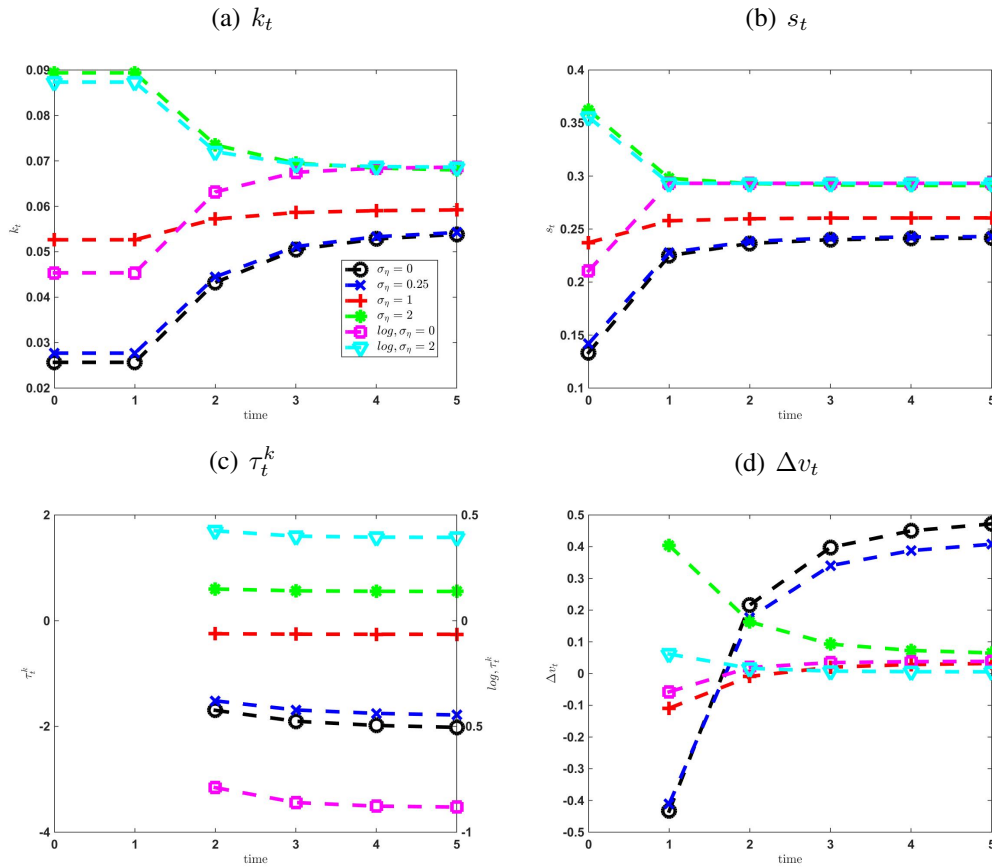 (a) k_t
0.09
0.08
0.07
0.06
0.05
0.04
0.03
0.02
k_t
0 1 2 3 4 5
time
σ_η = 0
σ_η = 0.25
σ_η = 1
σ_η = 2
log, σ_η = 0
log, σ_η = 2
(b) s_t
0.4
0.35
0.3
0.25
0.2
0.15
0.1
s_t
0 1 2 3 4 5
time
(c) τ_t^k
2
0
-2
-4
τ_t^k
0.5
0
-0.5
-1
log, τ_t^k
0 1 2 3 4 5
time
(d) Δv_t
0.5
0.4
0.3
0.2
0.1
0
-0.1
-0.2
-0.3
-0.4
-0.5
Δv_t
0 1 2 3 4 5
time